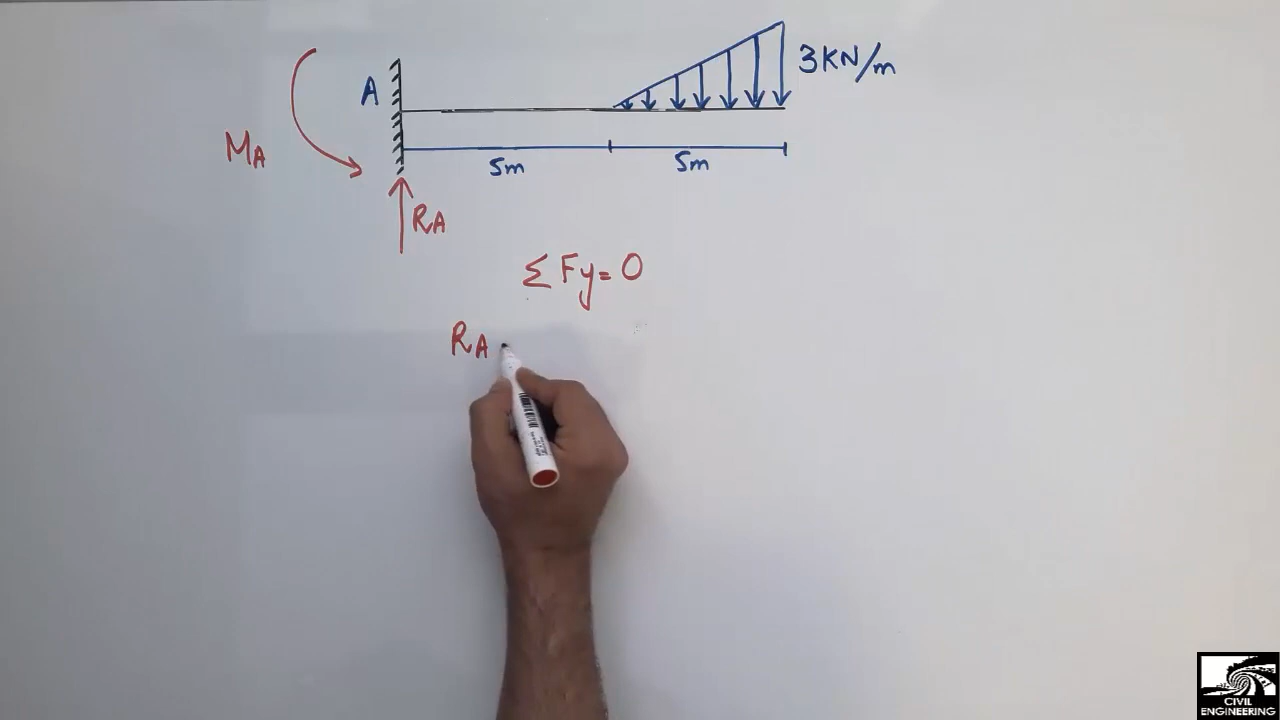 3KN/m
A
MA
5m
5m
RA
ΣFy=0
RA
CIVIL
ENGINEERING